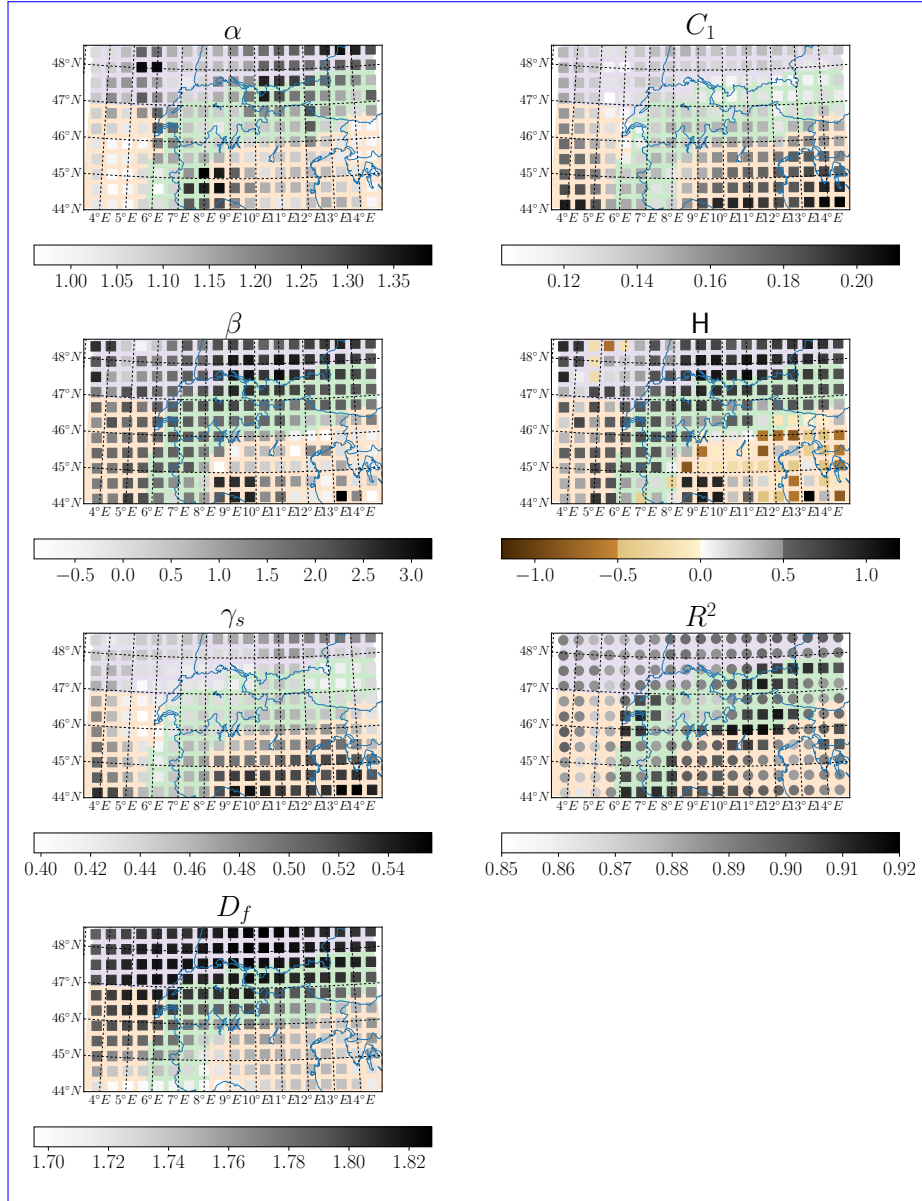 α
C₁
48°N
47°N
46°N
45°N
44°N
4°E 5°E 6°E 7°E 8°E 9°E 10°E 11°E 12°E 13°E 14°E
48°N
47°N
46°N
45°N
44°N
4°E 5°E 6°E 7°E 8°E 9°E 10°E 11°E 12°E 13°E 14°E
1.00 1.05 1.10 1.15 1.20 1.25 1.30 1.35
0.12 0.14 0.16 0.18 0.20
β
H
48°N
47°N
46°N
45°N
44°N
4°E 5°E 6°E 7°E 8°E 9°E 10°E 11°E 12°E 13°E 14°E
48°N
47°N
46°N
45°N
44°N
4°E 5°E 6°E 7°E 8°E 9°E 10°E 11°E 12°E 13°E 14°E
−0.5 0.0 0.5 1.0 1.5 2.0 2.5 3.0
−1.0 −0.5 0.0 0.5 1.0
γₛ
R²
48°N
47°N
46°N
45°N
44°N
4°E 5°E 6°E 7°E 8°E 9°E 10°E 11°E 12°E 13°E 14°E
48°N
47°N
46°N
45°N
44°N
4°E 5°E 6°E 7°E 8°E 9°E 10°E 11°E 12°E 13°E 14°E
0.40 0.42 0.44 0.46 0.48 0.50 0.52 0.54
0.85 0.86 0.87 0.88 0.89 0.90 0.91 0.92
D_f
48°N
47°N
46°N
45°N
44°N
4°E 5°E 6°E 7°E 8°E 9°E 10°E 11°E 12°E 13°E 14°E
1.70 1.72 1.74 1.76 1.78 1.80 1.82